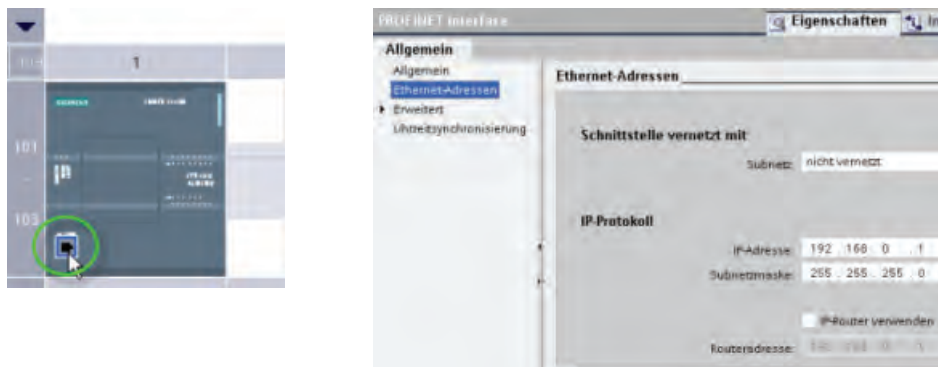 1
101
103
SIEMENS
PROFINET interface
Eigenschaften
Allgemein
Allgemein
Ethernet-Adressen
Erweitert
Uhrzeitsynchronisierung
Ethernet-Adressen
Schnittstelle vernetzt mit
Subnetz: nicht vernetzt
IP-Protokoll
IP-Adresse: 192 . 168 . 0 . 1
Subnetzmaske: 255 . 255 . 255 . 0
IP-Router verwenden
Routeradresse: